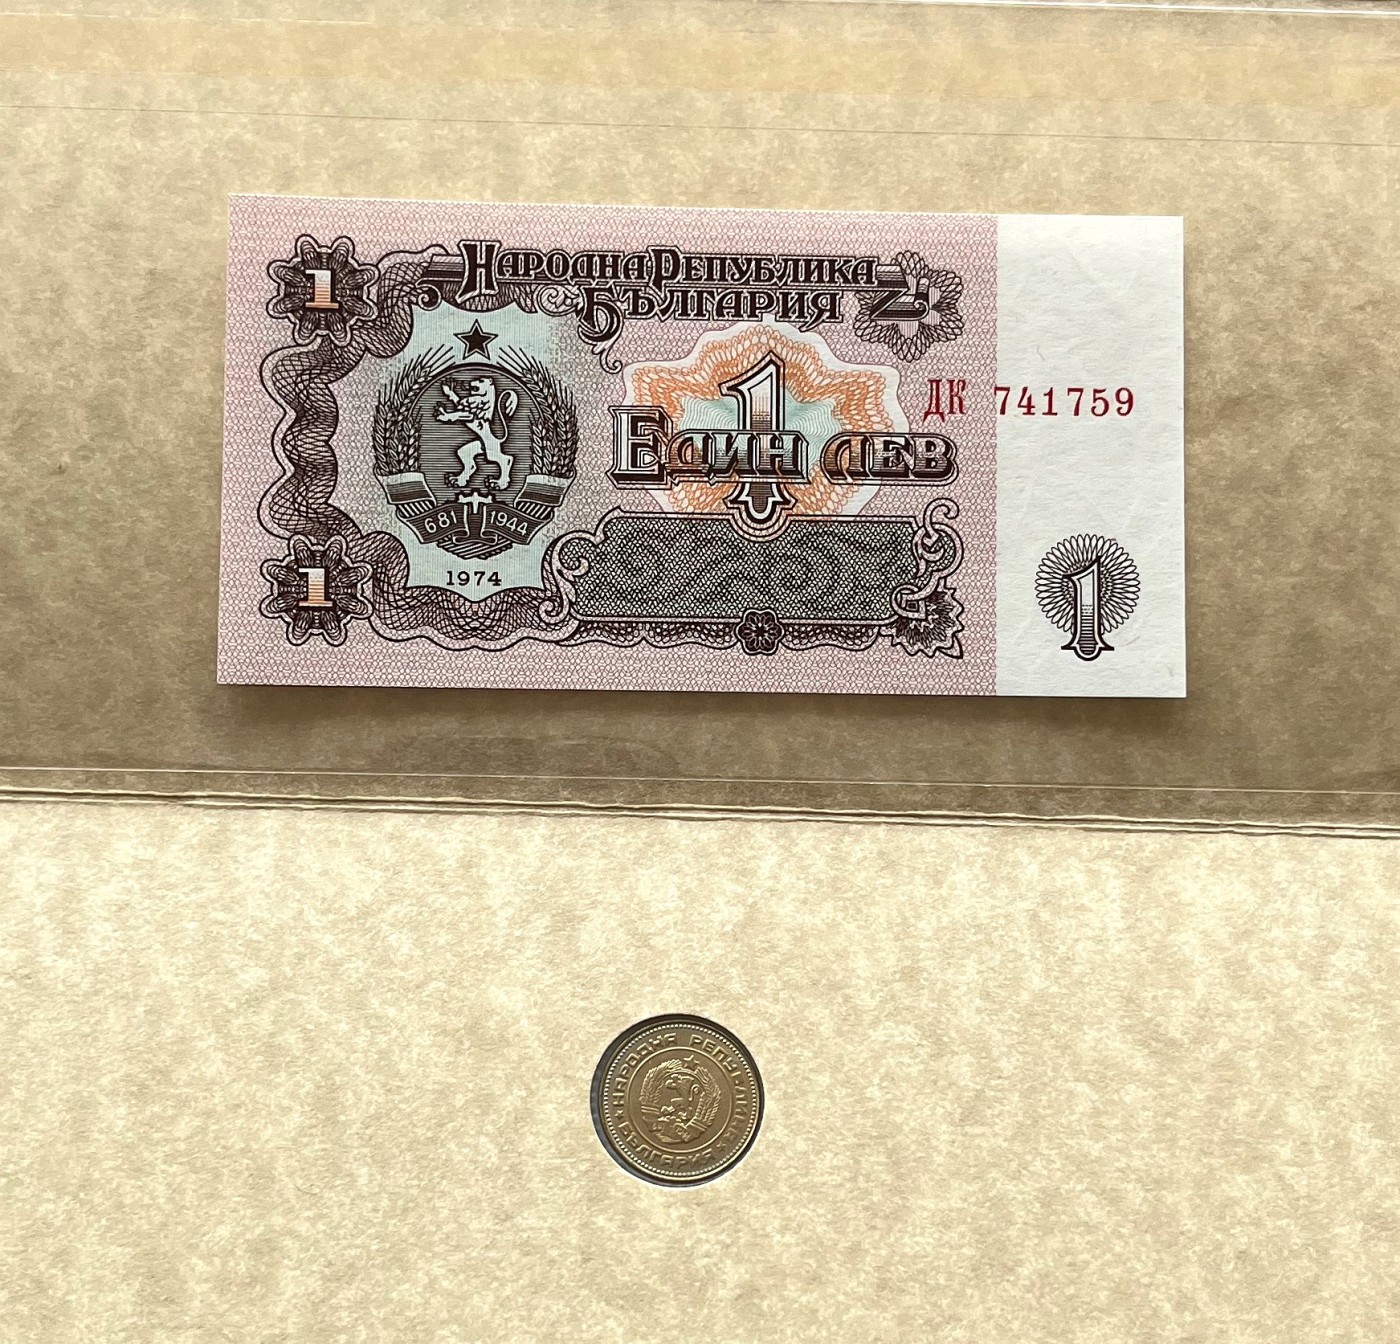 1
НАРОДНА РЕПУБЛИКА
БЪЛГАРИЯ
1
ДК 741759
ЕДИН ЛЕВ
681 1944
1974
1
1
НАРОДНА РЕПУБЛИКА
БЪЛГАРИЯ